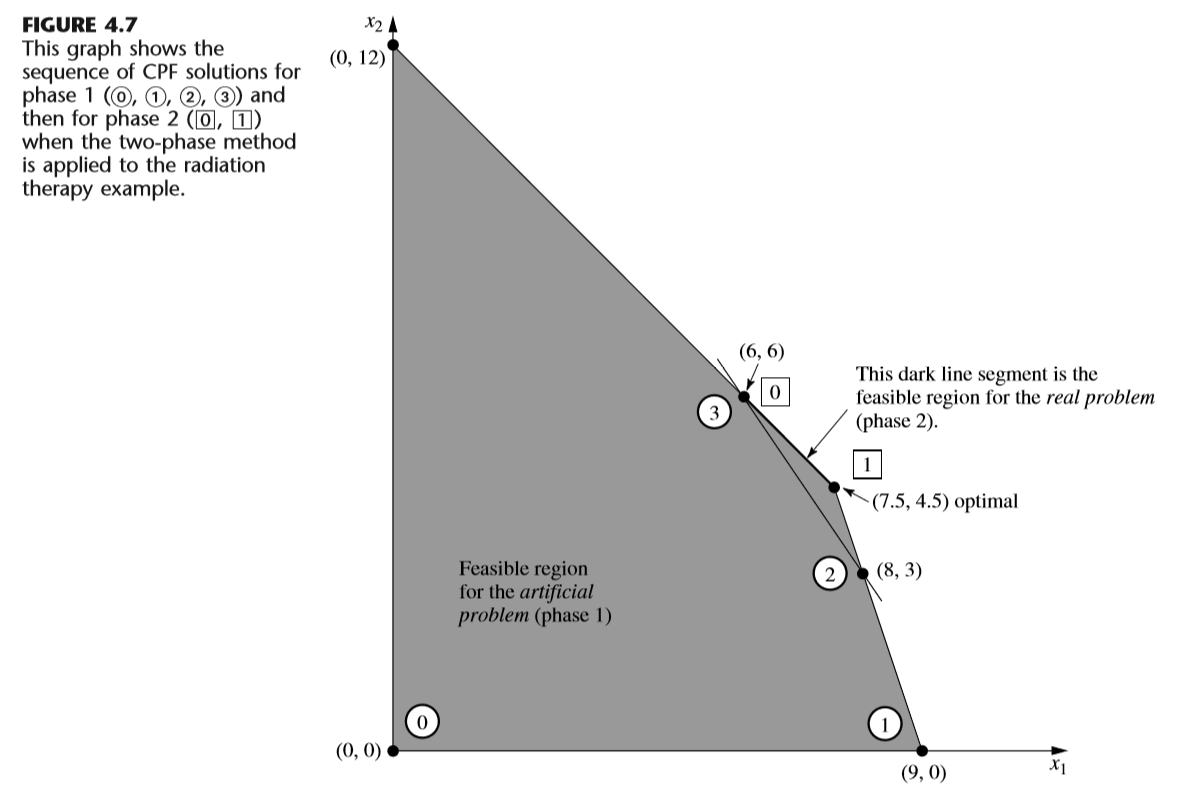 FIGURE 4.7
This graph shows the
sequence of CPF solutions for
phase 1 (⓪, ①, ②, ③) and
then for phase 2 (0, 1)
when the two-phase method
is applied to the radiation
therapy example.
x2
(0, 12)
(6, 6)
0
3
This dark line segment is the
feasible region for the real problem
(phase 2).
1
(7.5, 4.5) optimal
2
(8, 3)
Feasible region
for the artificial
problem (phase 1)
0
1
(0, 0)
(9, 0)
x1